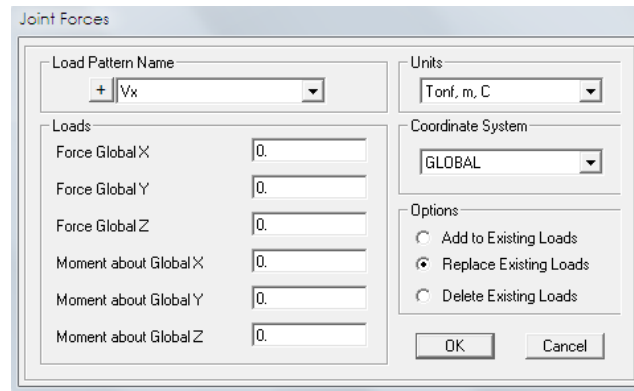 Joint Forces
Load Pattern Name
+ Vx
Units
Tonf, m, C
Loads
Force Global X 0.
Force Global Y 0.
Force Global Z 0.
Moment about Global X 0.
Moment about Global Y 0.
Moment about Global Z 0.
Coordinate System
GLOBAL
Options
Add to Existing Loads
Replace Existing Loads
Delete Existing Loads
OK
Cancel